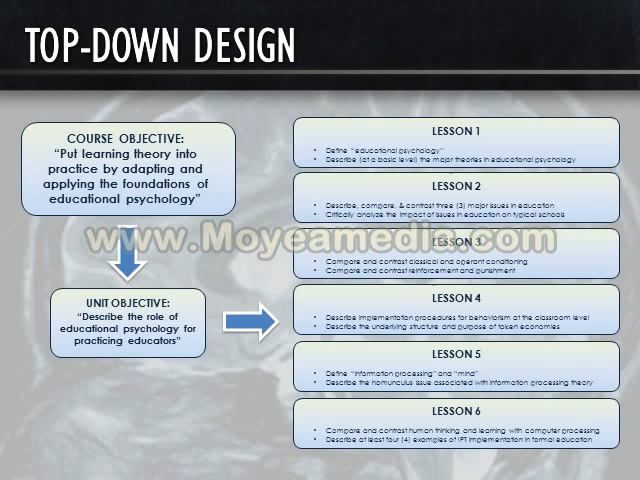 TOP-DOWN DESIGN
COURSE OBJECTIVE:
"Put learning theory into
practice by adapting and
applying the foundations of
educational psychology"
UNIT OBJECTIVE:
"Describe the role of
educational psychology for
practicing educators"
LESSON 1
• Define "educational psychology"
• Describe (at a basic level) the major theories in educational psychology
LESSON 2
• Describe, compare, & contrast three (3) major issues in education
• Critically analyze the impact of issues in education on typical schools
LESSON 3
• Compare and contrast classical and operant conditioning
• Compare and contrast reinforcement and punishment
LESSON 4
• Describe implementation procedures for behaviorism at the classroom level
• Describe the underlying structure and purpose of token economies
LESSON 5
• Define "information processing" and "mind"
• Describe the homunculus issue associated with information processing theory
LESSON 6
• Compare and contrast human thinking and learning with computer processing
• Describe at least four (4) examples of IPT implementation in formal education
www.Moyeamedia.com